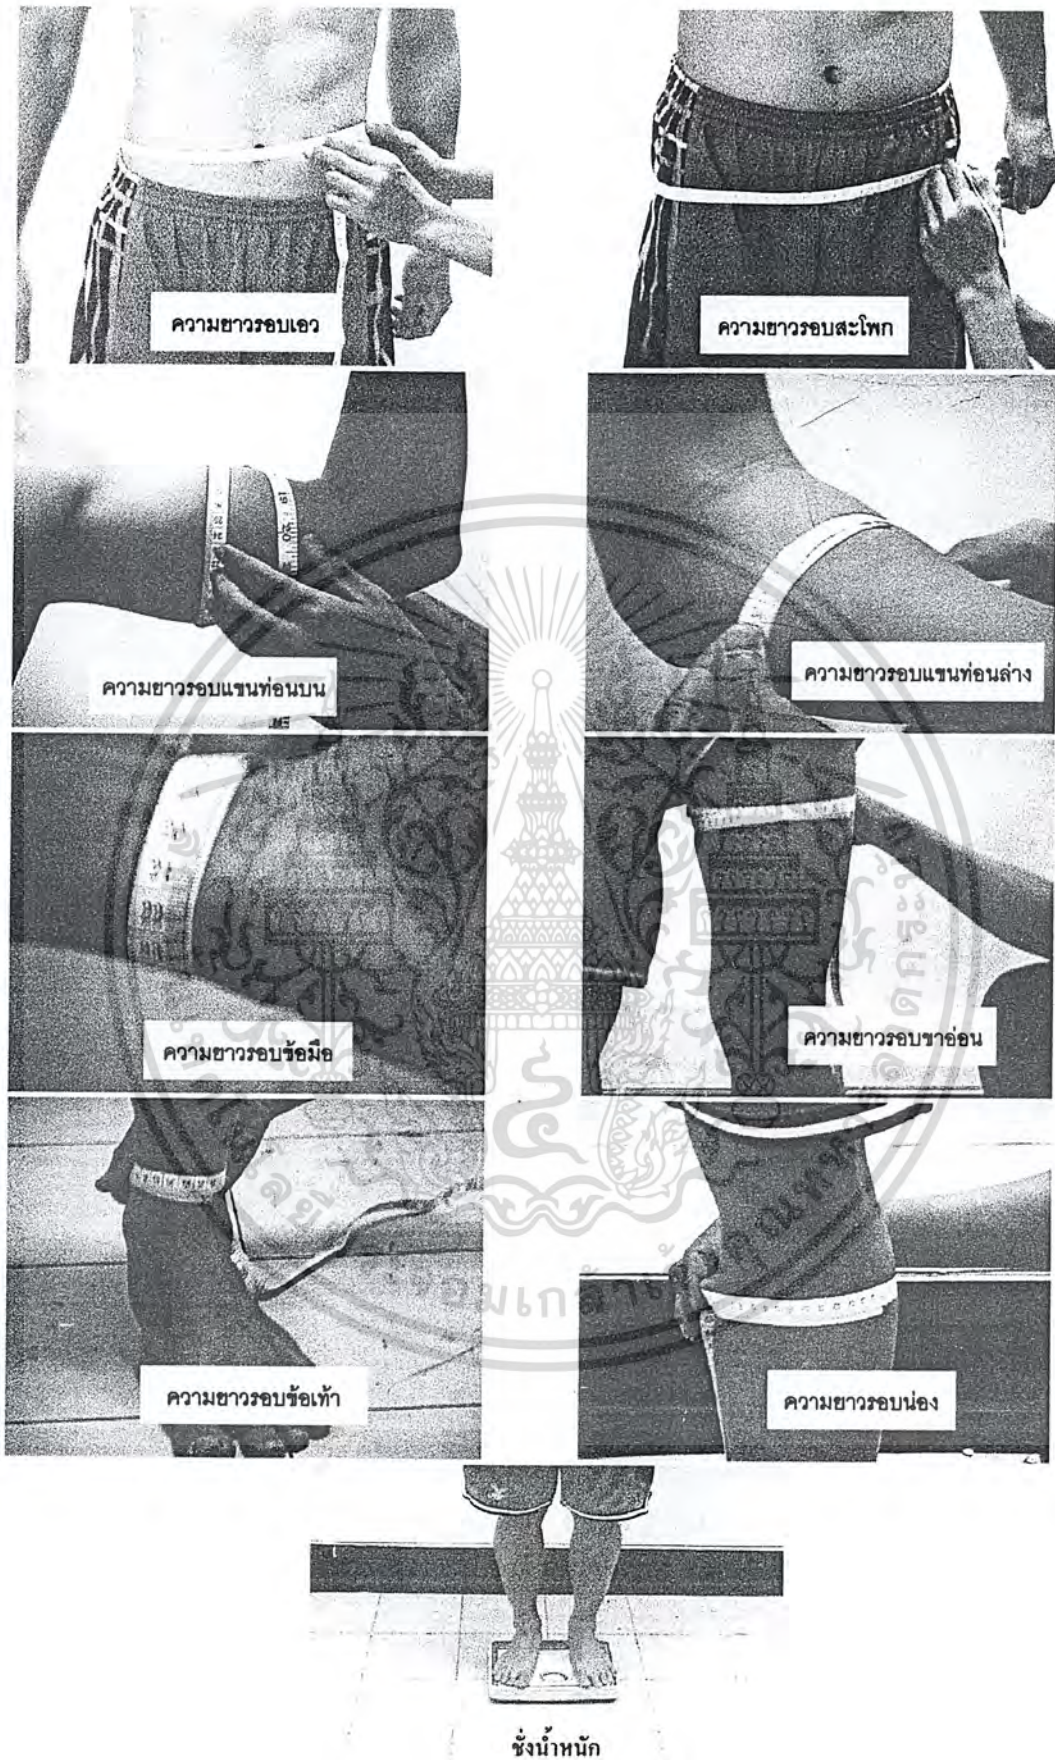 ความยาวรอบเอว
ความยาวรอบสะโพก
ความยาวรอบแขนท่อนบน
ความยาวรอบแขนท่อนล่าง
ความยาวรอบข้อมือ
ความยาวรอบขาอ่อน
ความยาวรอบข้อเท้า
ความยาวรอบน่อง
ชั่งน้ำหนัก